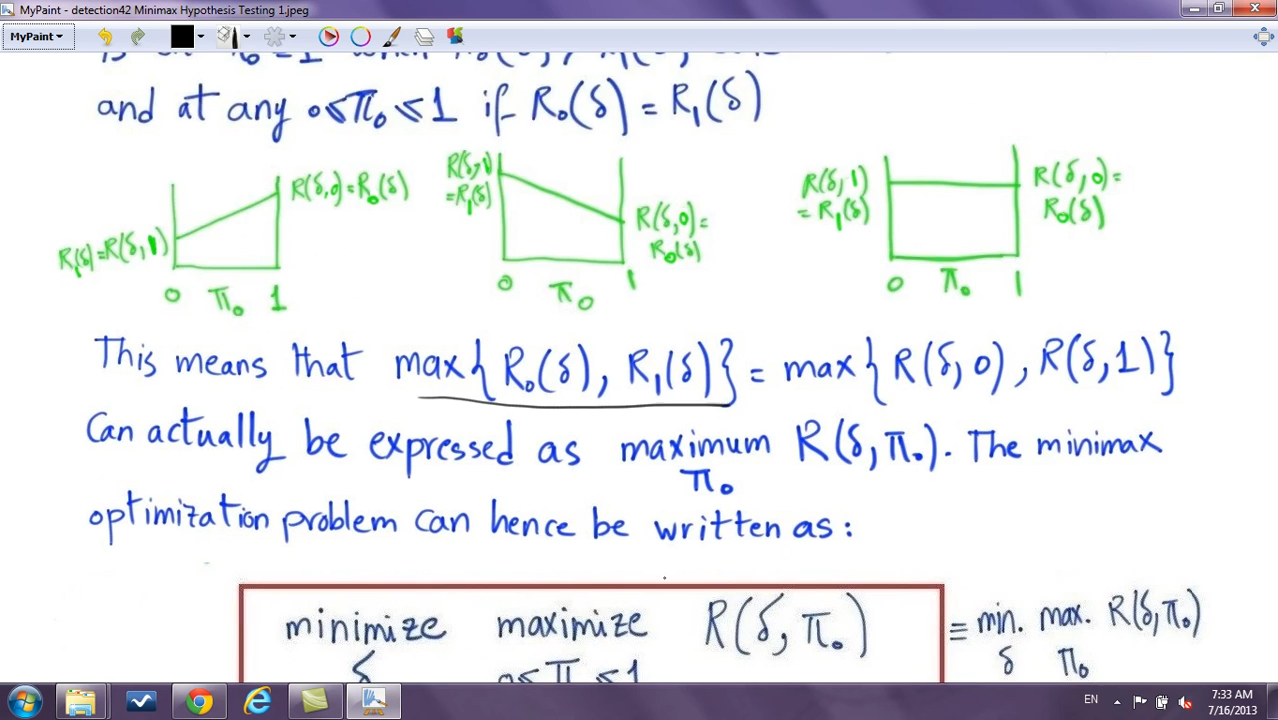 MyPaint - detection42 Minimax Hypothesis Testing 1.jpeg
MyPaint
and at any 0≤π₀≤1 if R₀(δ) = R₁(δ)
R₁(δ)=R(δ,1)
R(δ,0)=R₀(δ)
0 π₀ 1
R(δ,1)
=R₁(δ)
R(δ,0)=
R₀(δ)
0 π₀ 1
R(δ,1)
=R₁(δ)
R(δ,0)=
R₀(δ)
0 π₀ 1
This means that max{R₀(δ), R₁(δ)} = max{R(δ,0), R(δ,1)}
Can actually be expressed as maximum R(δ,π₀). The minimax
π₀
optimization problem can hence be written as:
minimize maximize R(δ,π₀) ≡ min. max. R(δ,π₀)
δ π₀
EN
7:33 AM
7/16/2013